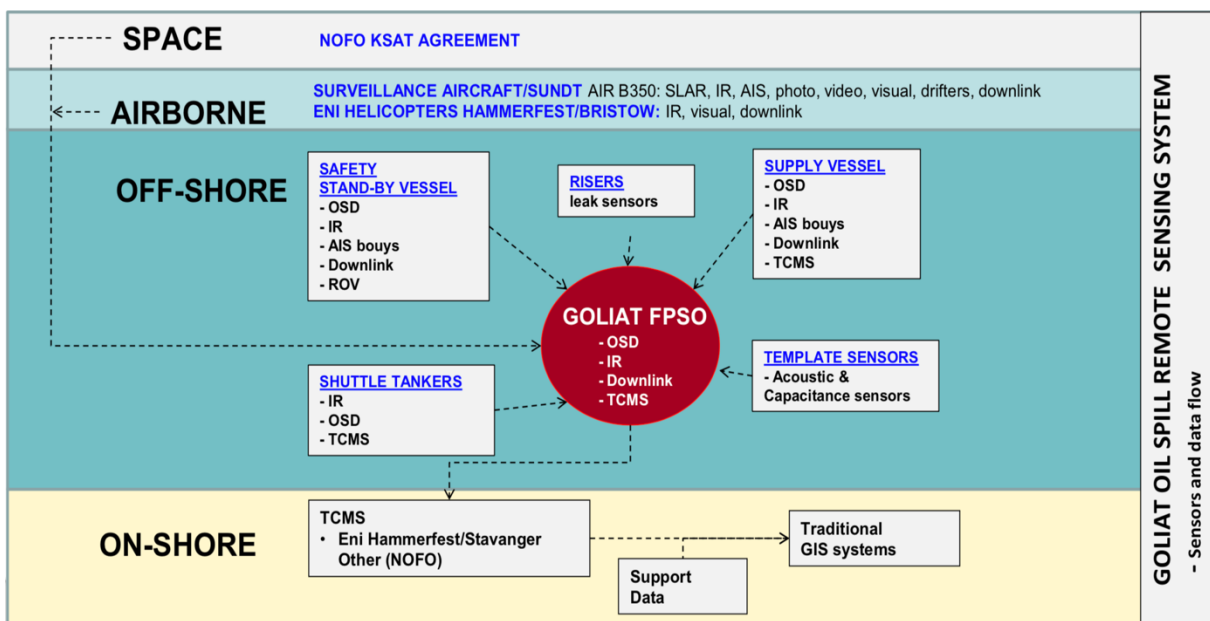 SPACE
NOFO KSAT AGREEMENT
AIRBORNE
SURVEILLANCE AIRCRAFT/SUNDT AIR B350: SLAR, IR, AIS, photo, video, visual, drifters, downlink
ENI HELICOPTERS HAMMERFEST/BRISTOW: IR, visual, downlink
OFF-SHORE
SAFETY
STAND-BY VESSEL
- OSD
- IR
- AIS bouys
- Downlink
- ROV
RISERS
leak sensors
SUPPLY VESSEL
- OSD
- IR
- AIS bouys
- Downlink
- TCMS
GOLIAT FPSO
- OSD
- IR
- Downlink
- TCMS
SHUTTLE TANKERS
- IR
- OSD
- TCMS
TEMPLATE SENSORS
- Acoustic &
Capacitance sensors
ON-SHORE
TCMS
• Eni Hammerfest/Stavanger
Other (NOFO)
Support
Data
Traditional
GIS systems
GOLIAT OIL SPILL REMOTE SENSING SYSTEM
- Sensors and data flow